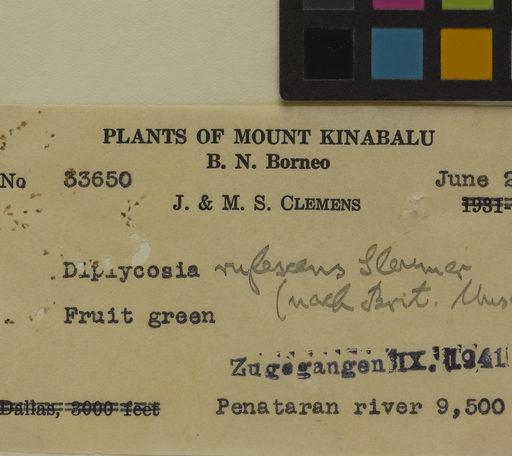 PLANTS OF MOUNT KINABALU
B. N. Borneo
No 33650 June 2
J. & M. S. CLEMENS 1931-
Diplycosia rufescens Sleumer
(nach Brit. Mus
Fruit green
Zugegangen IX. 1941
Dallas, 3000 feet Penataran river 9,500